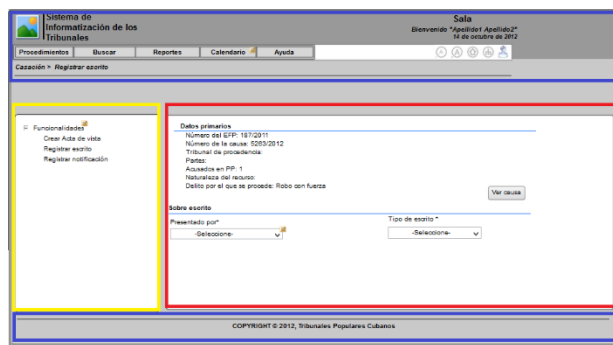 Sistema de
Informatización de los
Tribunales
Sala
Bienvenido "Apellido1 Apellido2"
16 de octubre de 2012
Procedimientos Buscar Reportes Calendario Ayuda
Casación > Registrar escrito
Funcionalidades
Crear Acta de vista
Registrar escrito
Registrar notificación
Datos primarios
Número del EFP: 187/2011
Número de la causa: 5263/2012
Tribunal de procedencia:
Partes:
Acusados en PP: 1
Naturaleza del recurso:
Delito por el que se procede: Robo con fuerza
Ver causa
Sobre escrito
Presentado por* Tipo de escrito *
-Seleccione- -Seleccione-
COPYRIGHT © 2012, Tribunales Populares Cubanos